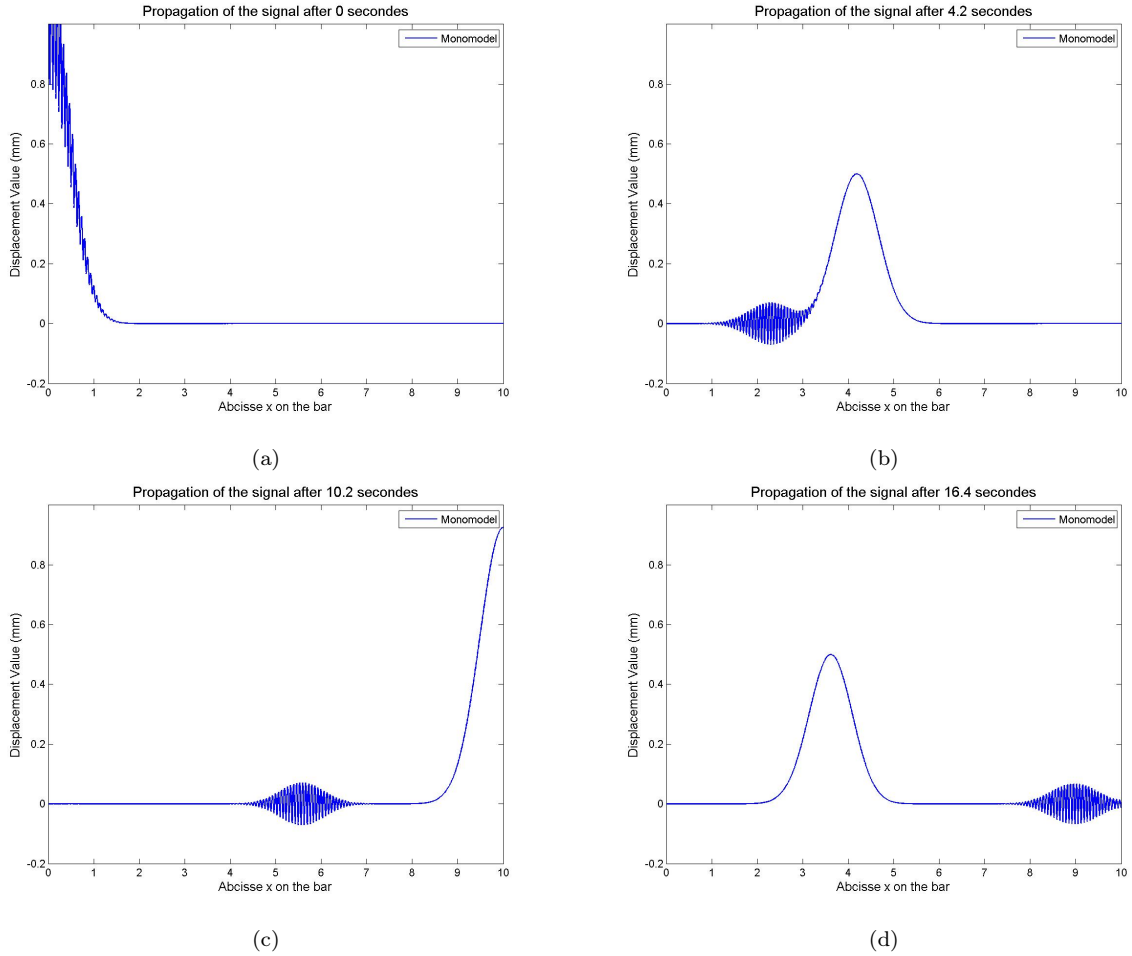 Propagation of the signal after 0 secondes
Monomodel
Displacement Value (mm)
0.8
0.6
0.4
0.2
0
-0.2
0 1 2 3 4 5 6 7 8 9 10
Abcisse x on the bar
(a)
Propagation of the signal after 4.2 secondes
Monomodel
Displacement Value (mm)
0.8
0.6
0.4
0.2
0
-0.2
0 1 2 3 4 5 6 7 8 9 10
Abcisse x on the bar
(b)
Propagation of the signal after 10.2 secondes
Monomodel
Displacement Value (mm)
0.8
0.6
0.4
0.2
0
-0.2
0 1 2 3 4 5 6 7 8 9 10
Abcisse x on the bar
(c)
Propagation of the signal after 16.4 secondes
Monomodel
Displacement Value (mm)
0.8
0.6
0.4
0.2
0
-0.2
0 1 2 3 4 5 6 7 8 9 10
Abcisse x on the bar
(d)